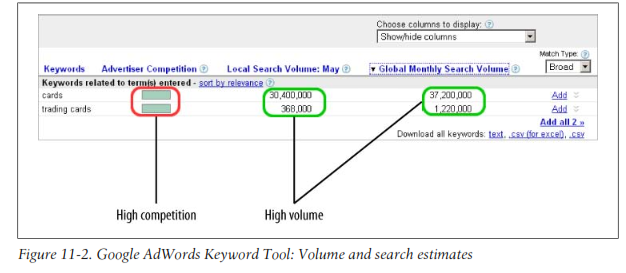 Choose columns to display: ?
Show/hide columns
Match Type: ?
Keywords Advertiser Competition ? Local Search Volume: May ? ▼ Global Monthly Search Volume ? Broad
Keywords related to term(s) entered - sort by relevance ?
cards 30,400,000 37,200,000 Add
trading cards 368,000 1,220,000 Add
Add all 2 »
Download all keywords: text, .csv (for excel), .csv
High competition High volume
Figure 11-2. Google AdWords Keyword Tool: Volume and search estimates